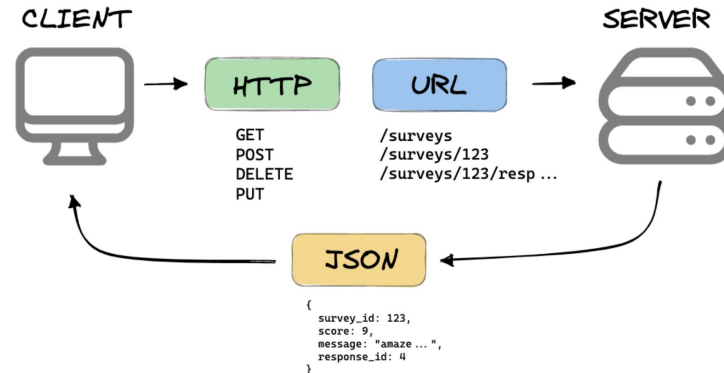 CLIENT
SERVER
HTTP
URL
GET
POST
DELETE
PUT
/surveys
/surveys/123
/surveys/123/resp...
JSON
{
survey_id: 123,
score: 9,
message: "amaze...",
response_id: 4
}